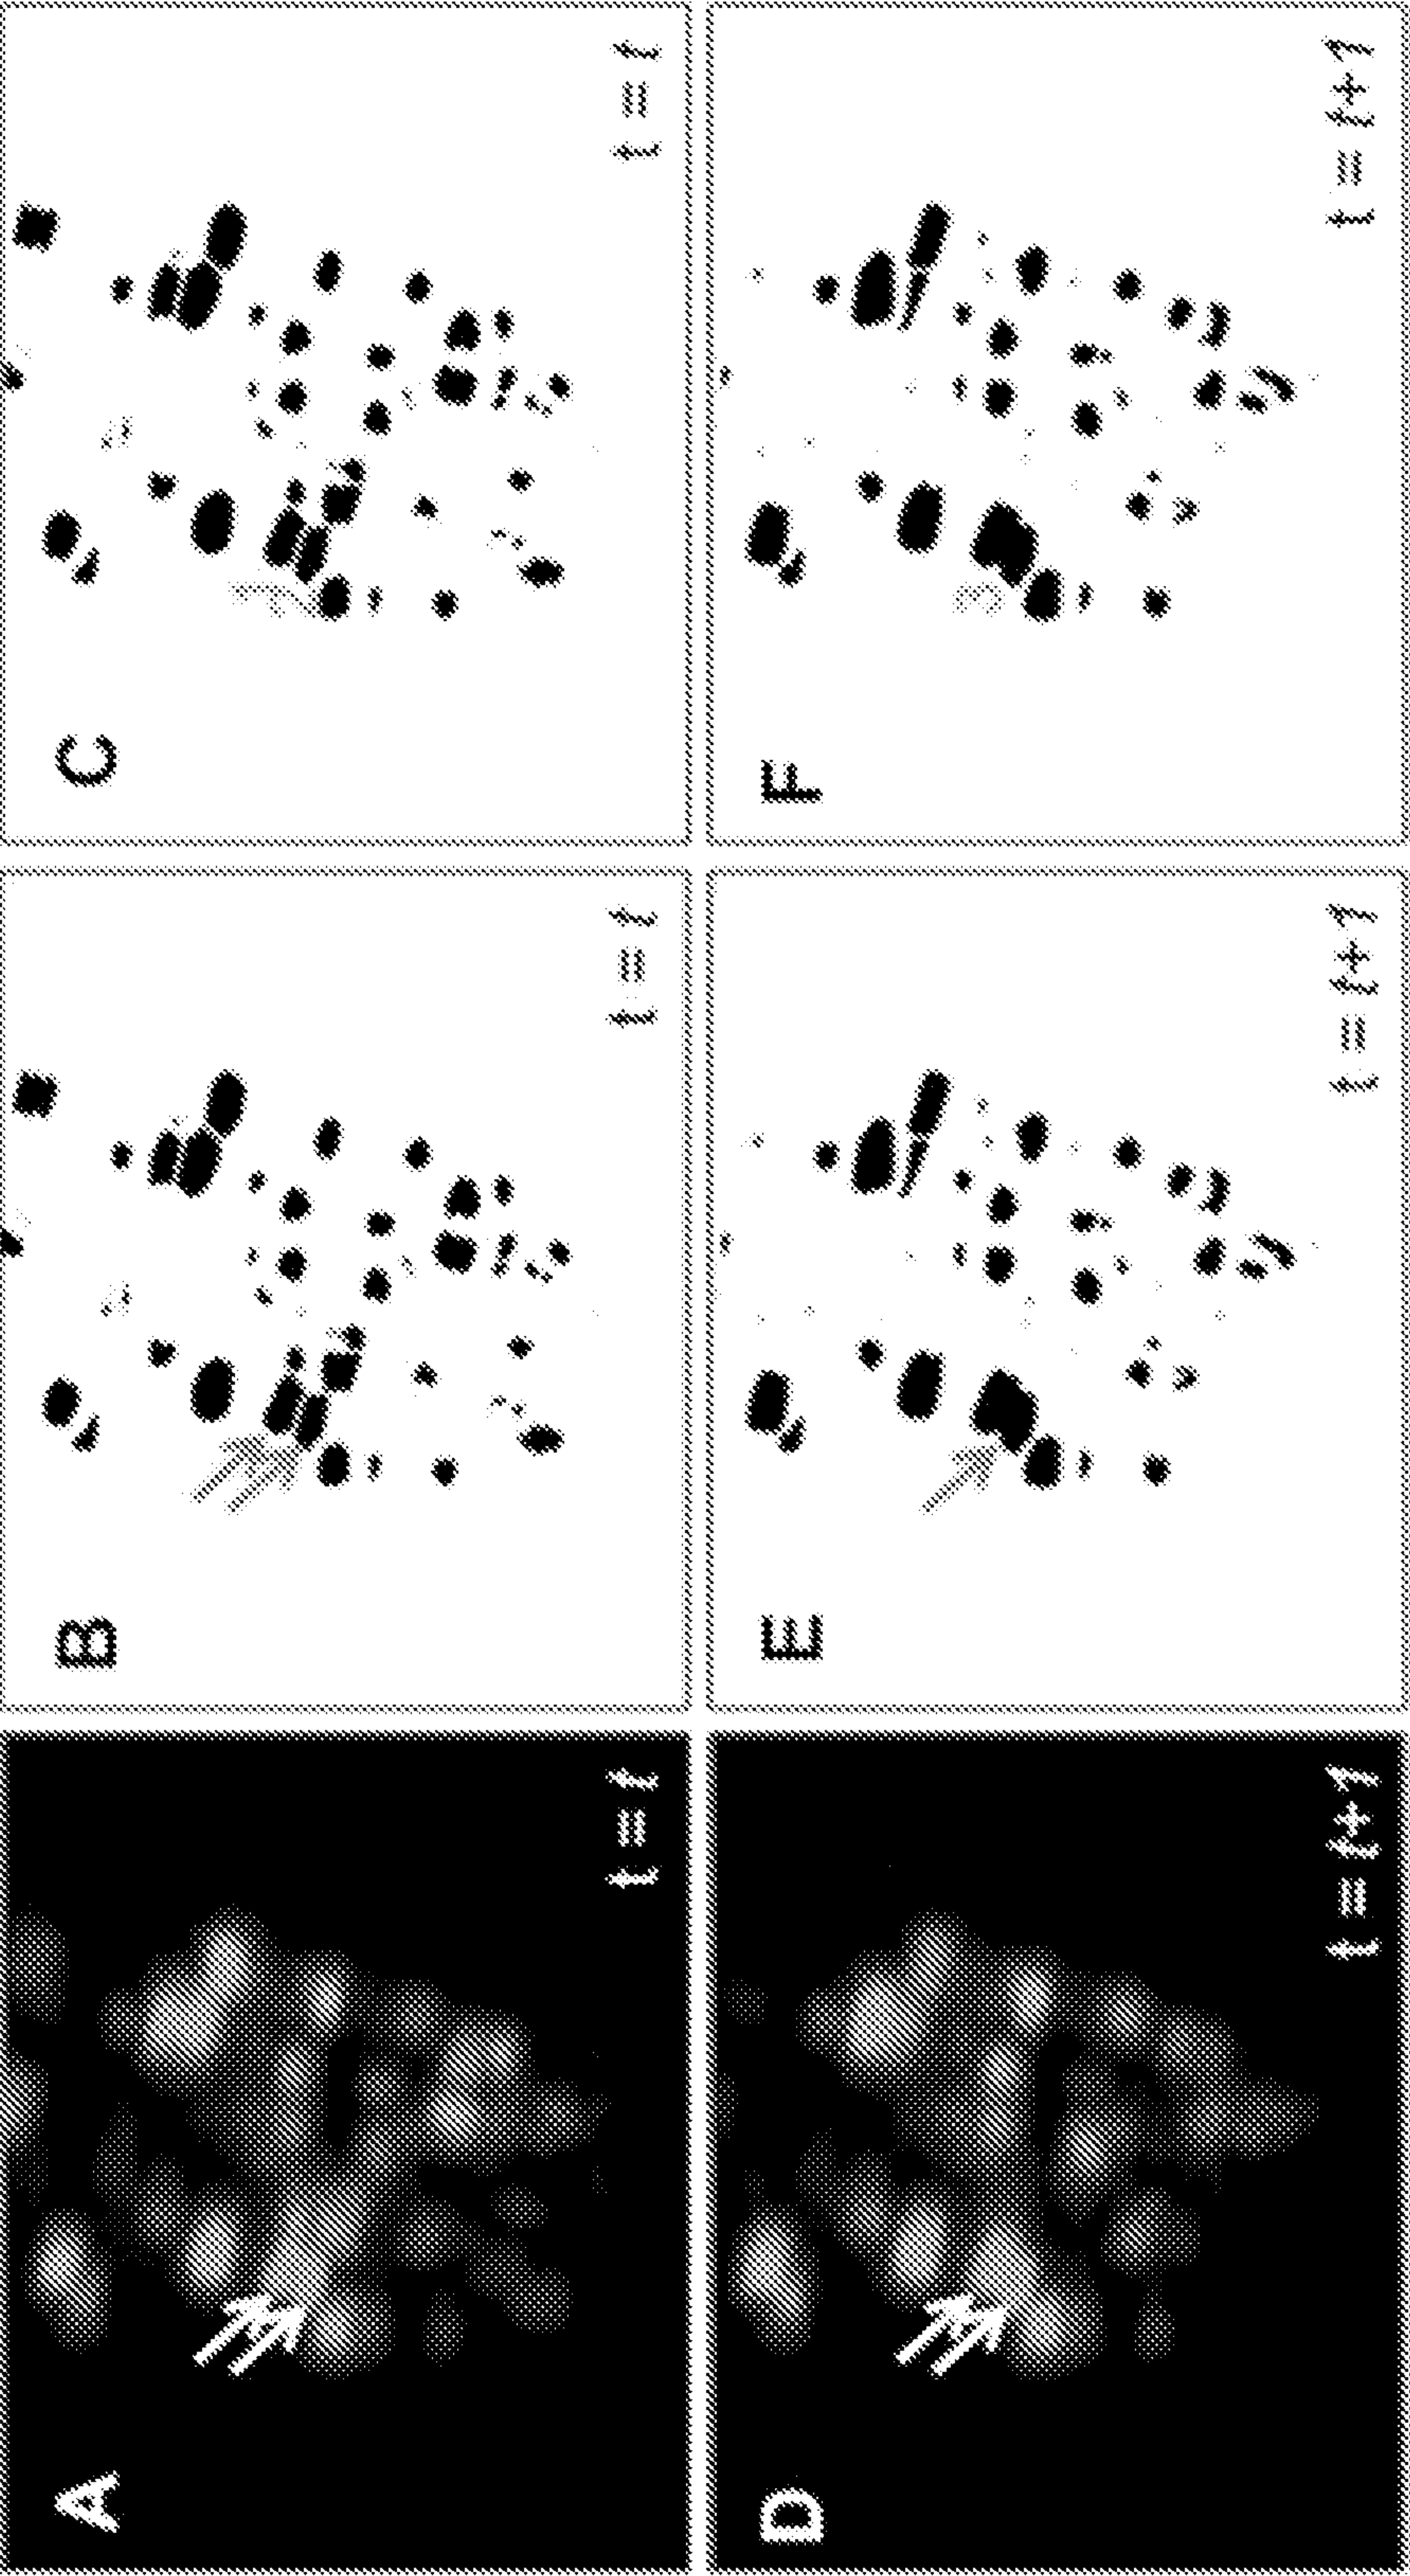 A
t = t
B
t = t
C
t = t
D
t = t+1
E
t = t+1
F
t = t+1